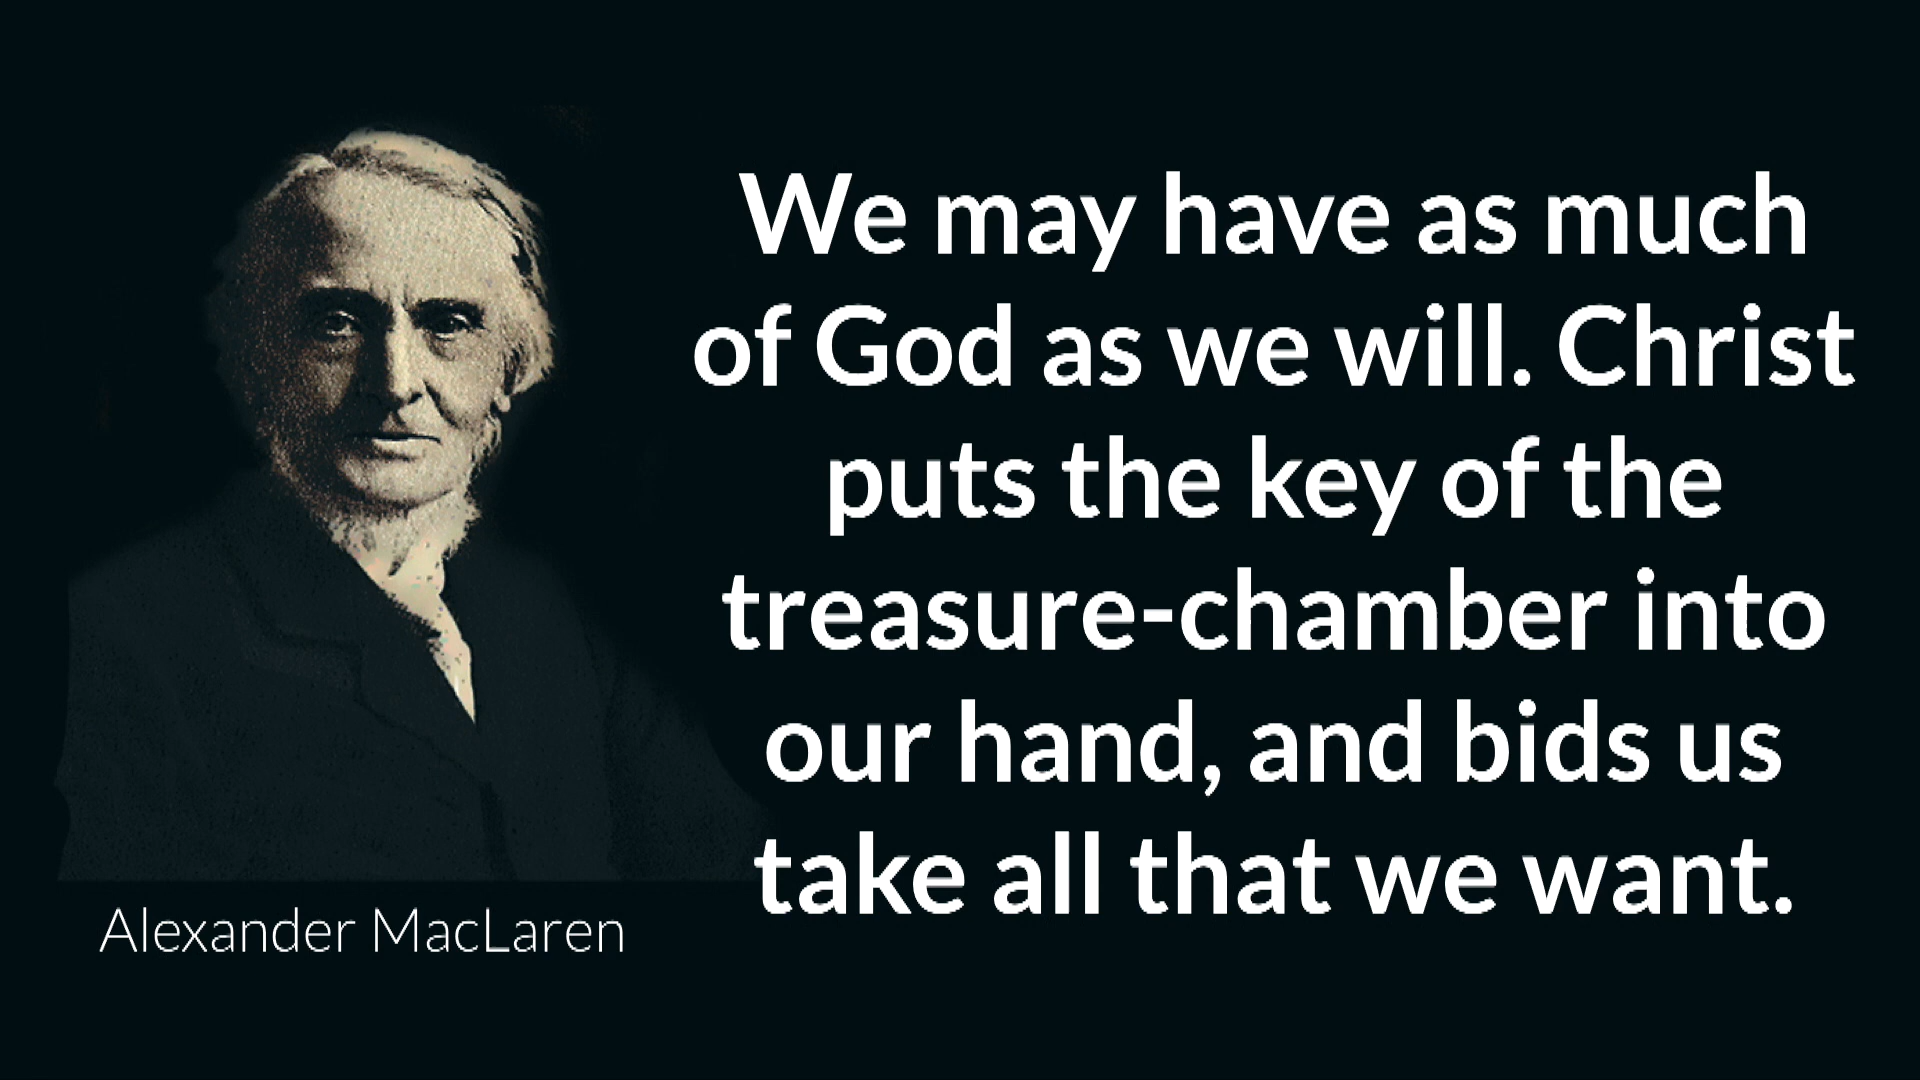 We may have as much
of God as we will. Christ
puts the key of the
treasure-chamber into
our hand, and bids us
take all that we want.
Alexander MacLaren